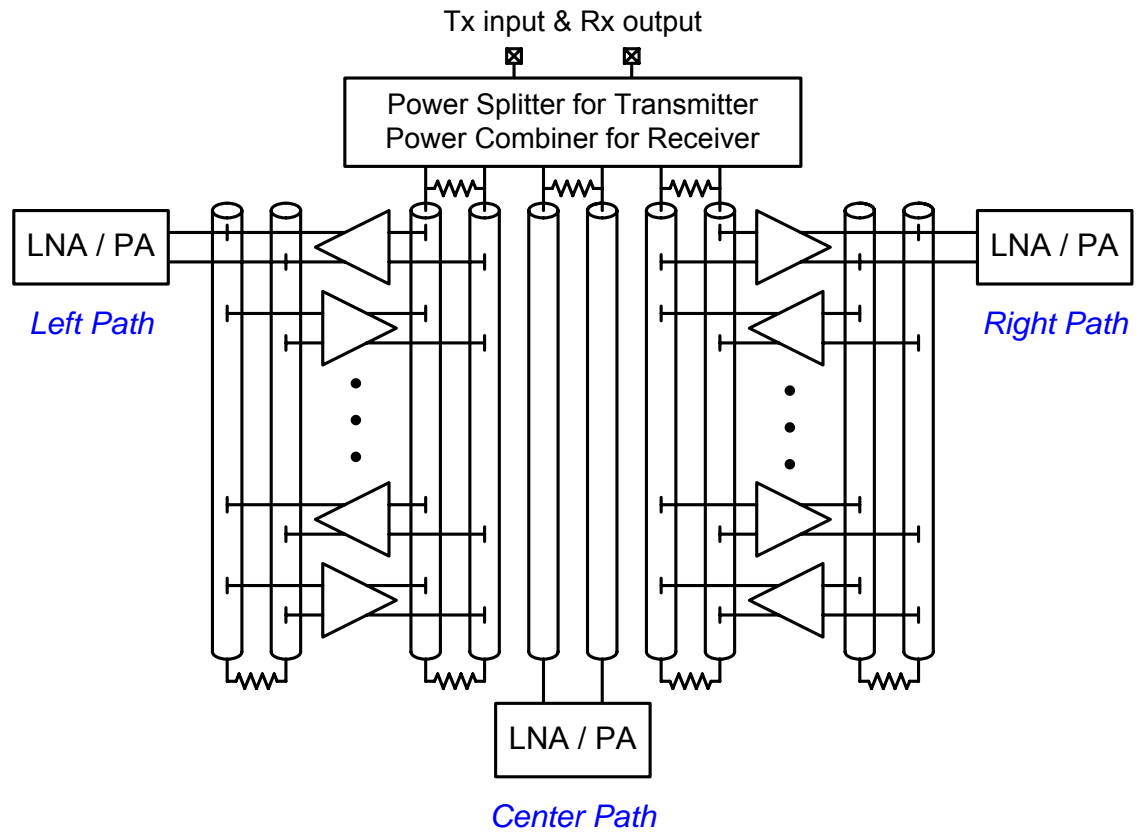 Tx input & Rx output
Power Splitter for Transmitter
Power Combiner for Receiver
LNA / PA
LNA / PA
Left Path
Right Path
LNA / PA
Center Path